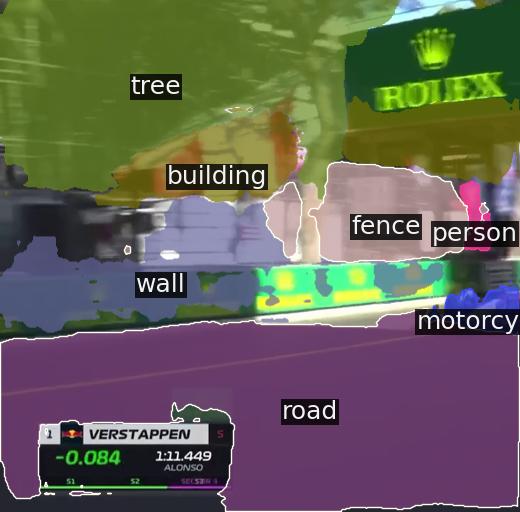 tree
ROLEX
building
fence
person
wall
motorcy
road
1 VERSTAPPEN S
-0.084
1:11.449
ALONSO
S1 S2